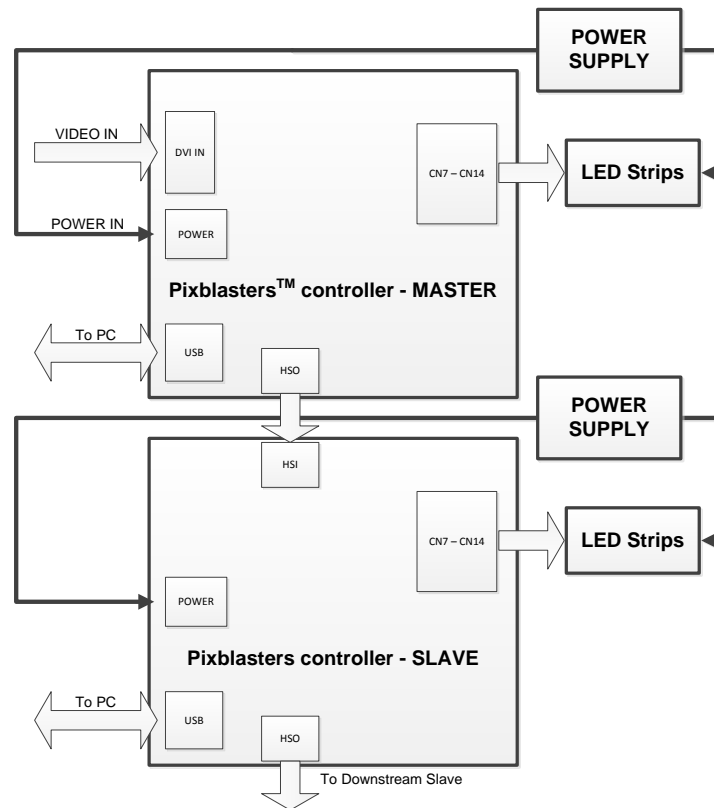 POWER
SUPPLY
VIDEO IN
DVI IN
CN7 – CN14
LED Strips
POWER IN
POWER
Pixblasters™ controller - MASTER
To PC
USB
HSO
POWER
SUPPLY
HSI
CN7 – CN14
LED Strips
POWER
Pixblasters controller - SLAVE
To PC
USB
HSO
To Downstream Slave